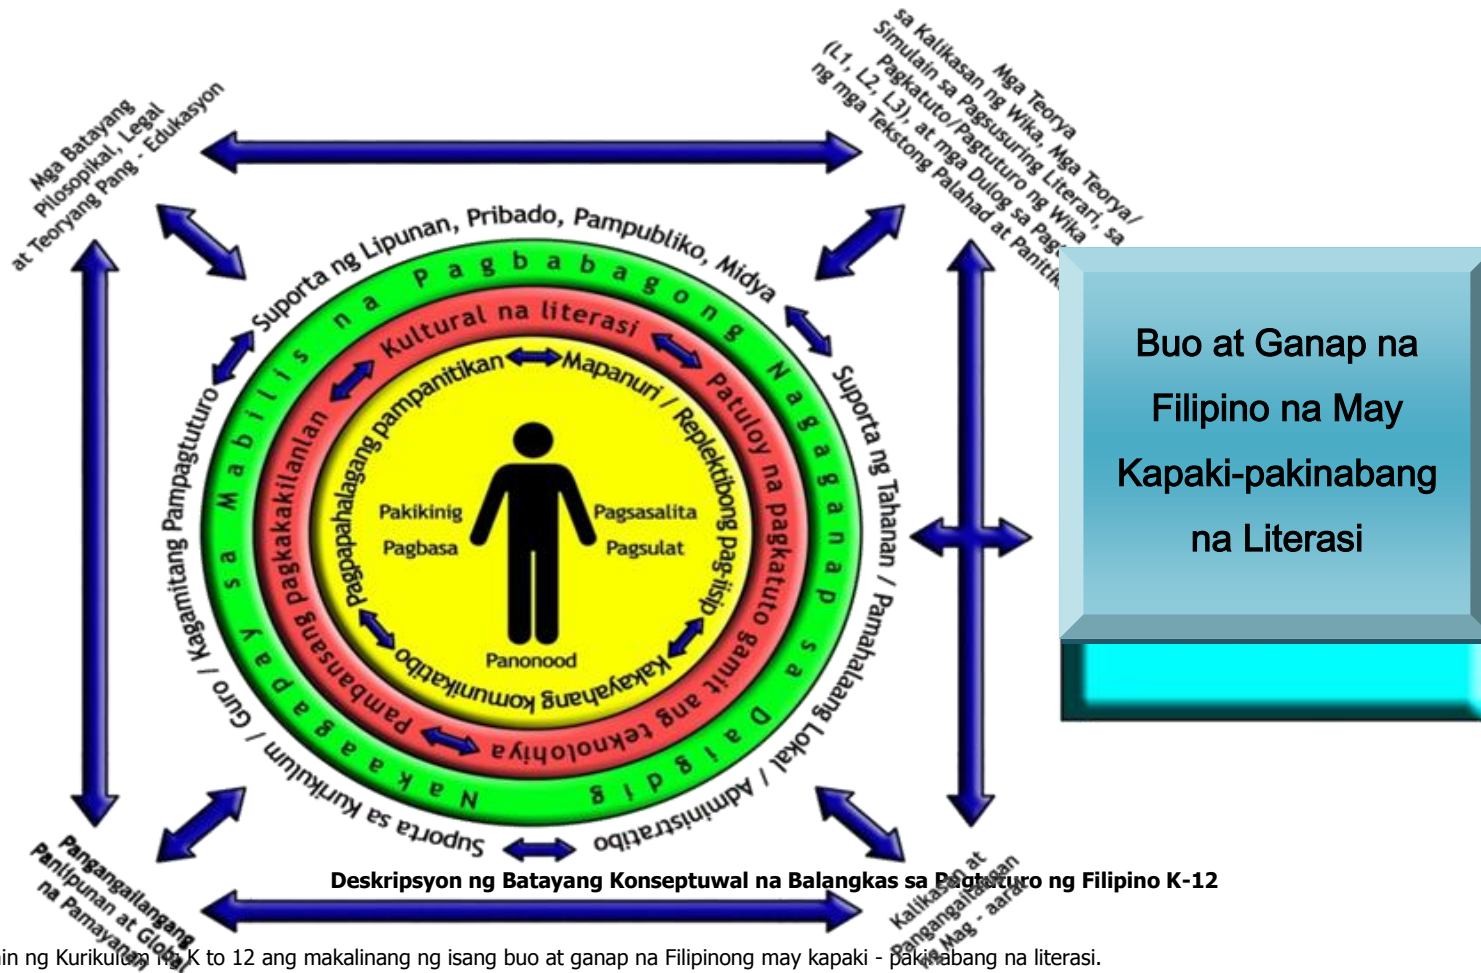 Mga Batayang
Pilosopikal, Legal
at Teoryang Pang - Edukasyon
Mga Teorya
sa Kalikasan ng Wika, Mga Teorya/
Simulain sa Pagsusuring Literari, sa
Pagkatuto/Pagtuturo ng Wika
(L1, L2, L3), at mga Dulog sa
ng mga Tekstong Palahad at
Suporta ng Lipunan, Pribado, Pampubliko, Midya
Suporta ng Tahanan / Pamahalaang Lokal / Administratibo
Suporta sa Kurikulum / Guro / Kagamitang Pampagtuturo
Nakaagapay sa Mabilis na Pagbabagong Nagaganap sa Daigdig
Kultural na literasi
Patuloy na pagkatuto gamit ang teknolohiya
Pambansang pagkakakilanlan
Pagpapahalagang pampanitikan
Mapanuri / Replektibong pag-iisip
Kakayahang komunikatibo
Pakikinig
Pagbasa
Pagsasalita
Pagsulat
Panonood
Buo at Ganap na
Filipino na May
Kapaki-pakinabang
na Literasi
Pangangailangang
Panlipunan at Global
na Pamayanan
Kalikasan at
Pangangailangan
ng Mag - aaral
Deskripsyon ng Batayang Konseptuwal na Balangkas sa Pagtuturo ng Filipino K-12
ng Kurikulum ng K to 12 ang makalinang ng isang buo at ganap na Filipinong may kapaki - pakinabang na literasi.